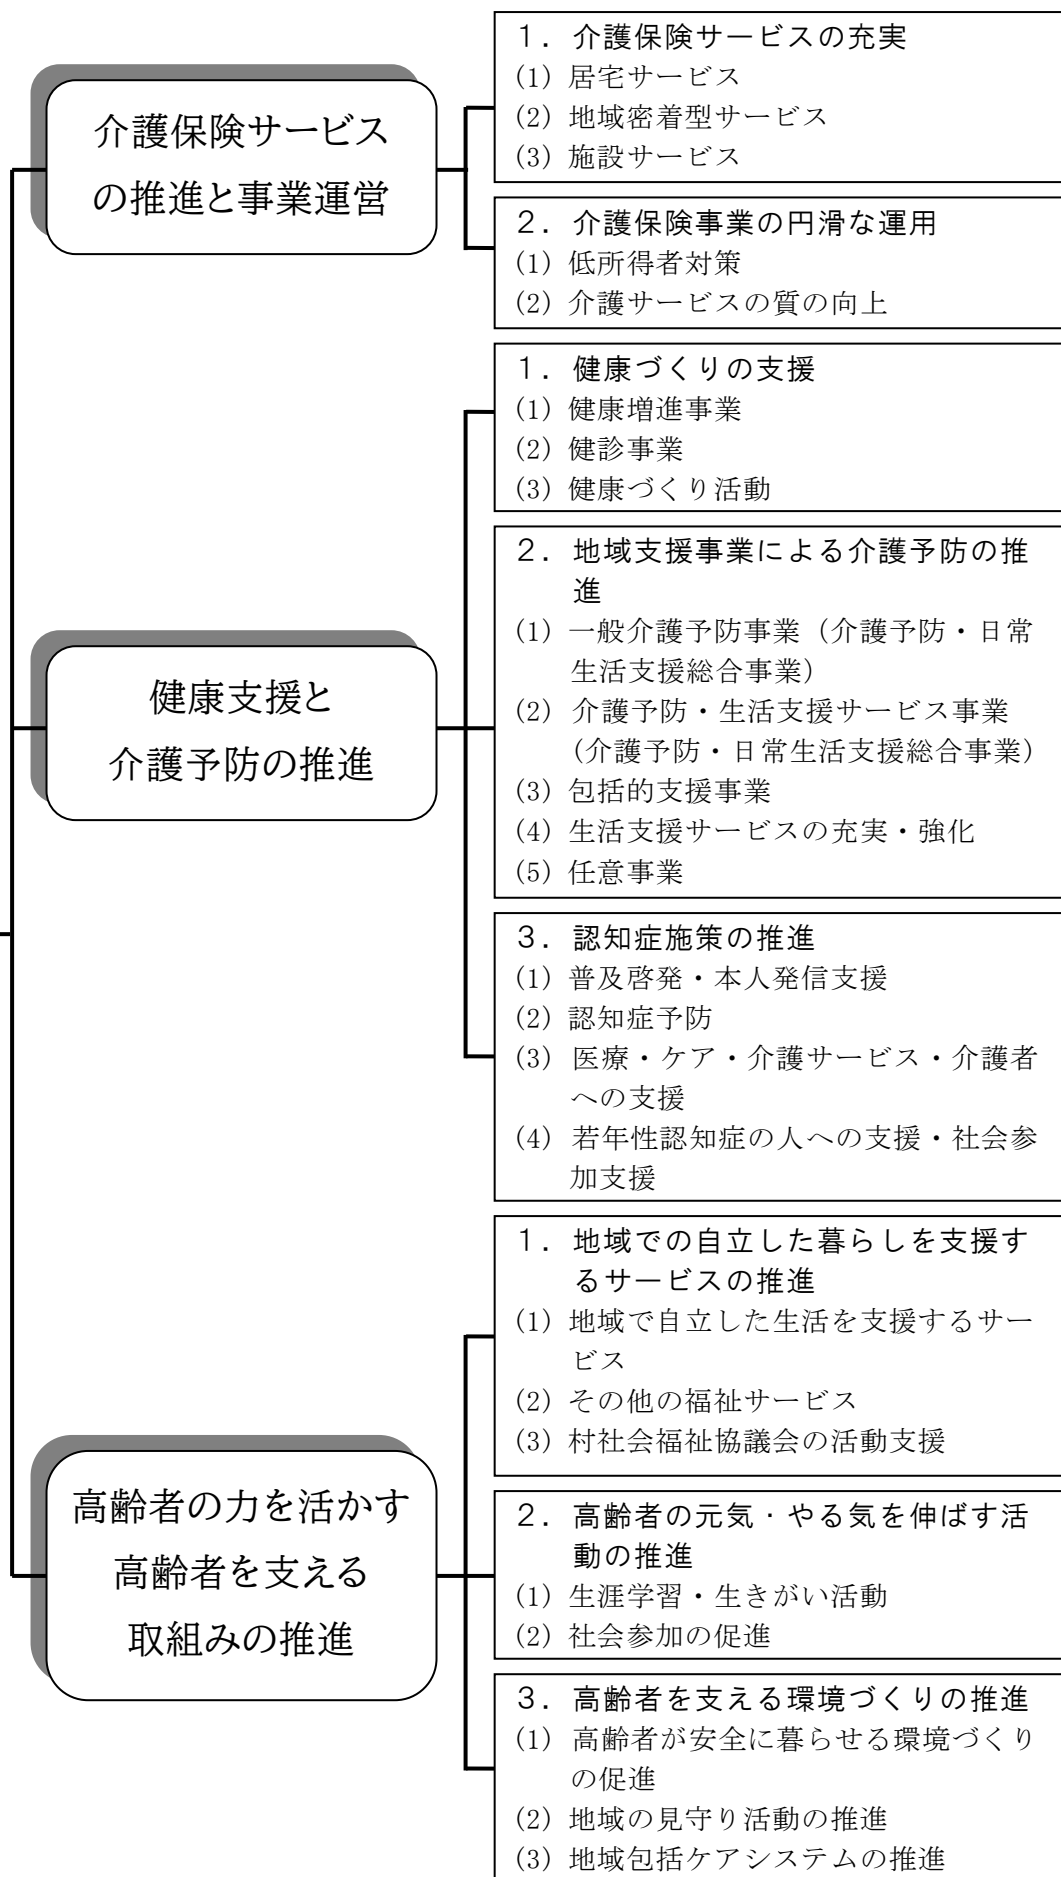 介護保険サービス
の推進と事業運営
1．介護保険サービスの充実
(1) 居宅サービス
(2) 地域密着型サービス
(3) 施設サービス
2．介護保険事業の円滑な運用
(1) 低所得者対策
(2) 介護サービスの質の向上
健康支援と
介護予防の推進
1．健康づくりの支援
(1) 健康増進事業
(2) 健診事業
(3) 健康づくり活動
2．地域支援事業による介護予防の推
進
(1) 一般介護予防事業（介護予防・日常
生活支援総合事業）
(2) 介護予防・生活支援サービス事業
（介護予防・日常生活支援総合事業）
(3) 包括的支援事業
(4) 生活支援サービスの充実・強化
(5) 任意事業
3．認知症施策の推進
(1) 普及啓発・本人発信支援
(2) 認知症予防
(3) 医療・ケア・介護サービス・介護者
への支援
(4) 若年性認知症の人への支援・社会参
加支援
高齢者の力を活かす
高齢者を支える
取組みの推進
1．地域での自立した暮らしを支援す
るサービスの推進
(1) 地域で自立した生活を支援するサー
ビス
(2) その他の福祉サービス
(3) 村社会福祉協議会の活動支援
2．高齢者の元気・やる気を伸ばす活
動の推進
(1) 生涯学習・生きがい活動
(2) 社会参加の促進
3．高齢者を支える環境づくりの推進
(1) 高齢者が安全に暮らせる環境づくり
の促進
(2) 地域の見守り活動の推進
(3) 地域包括ケアシステムの推進